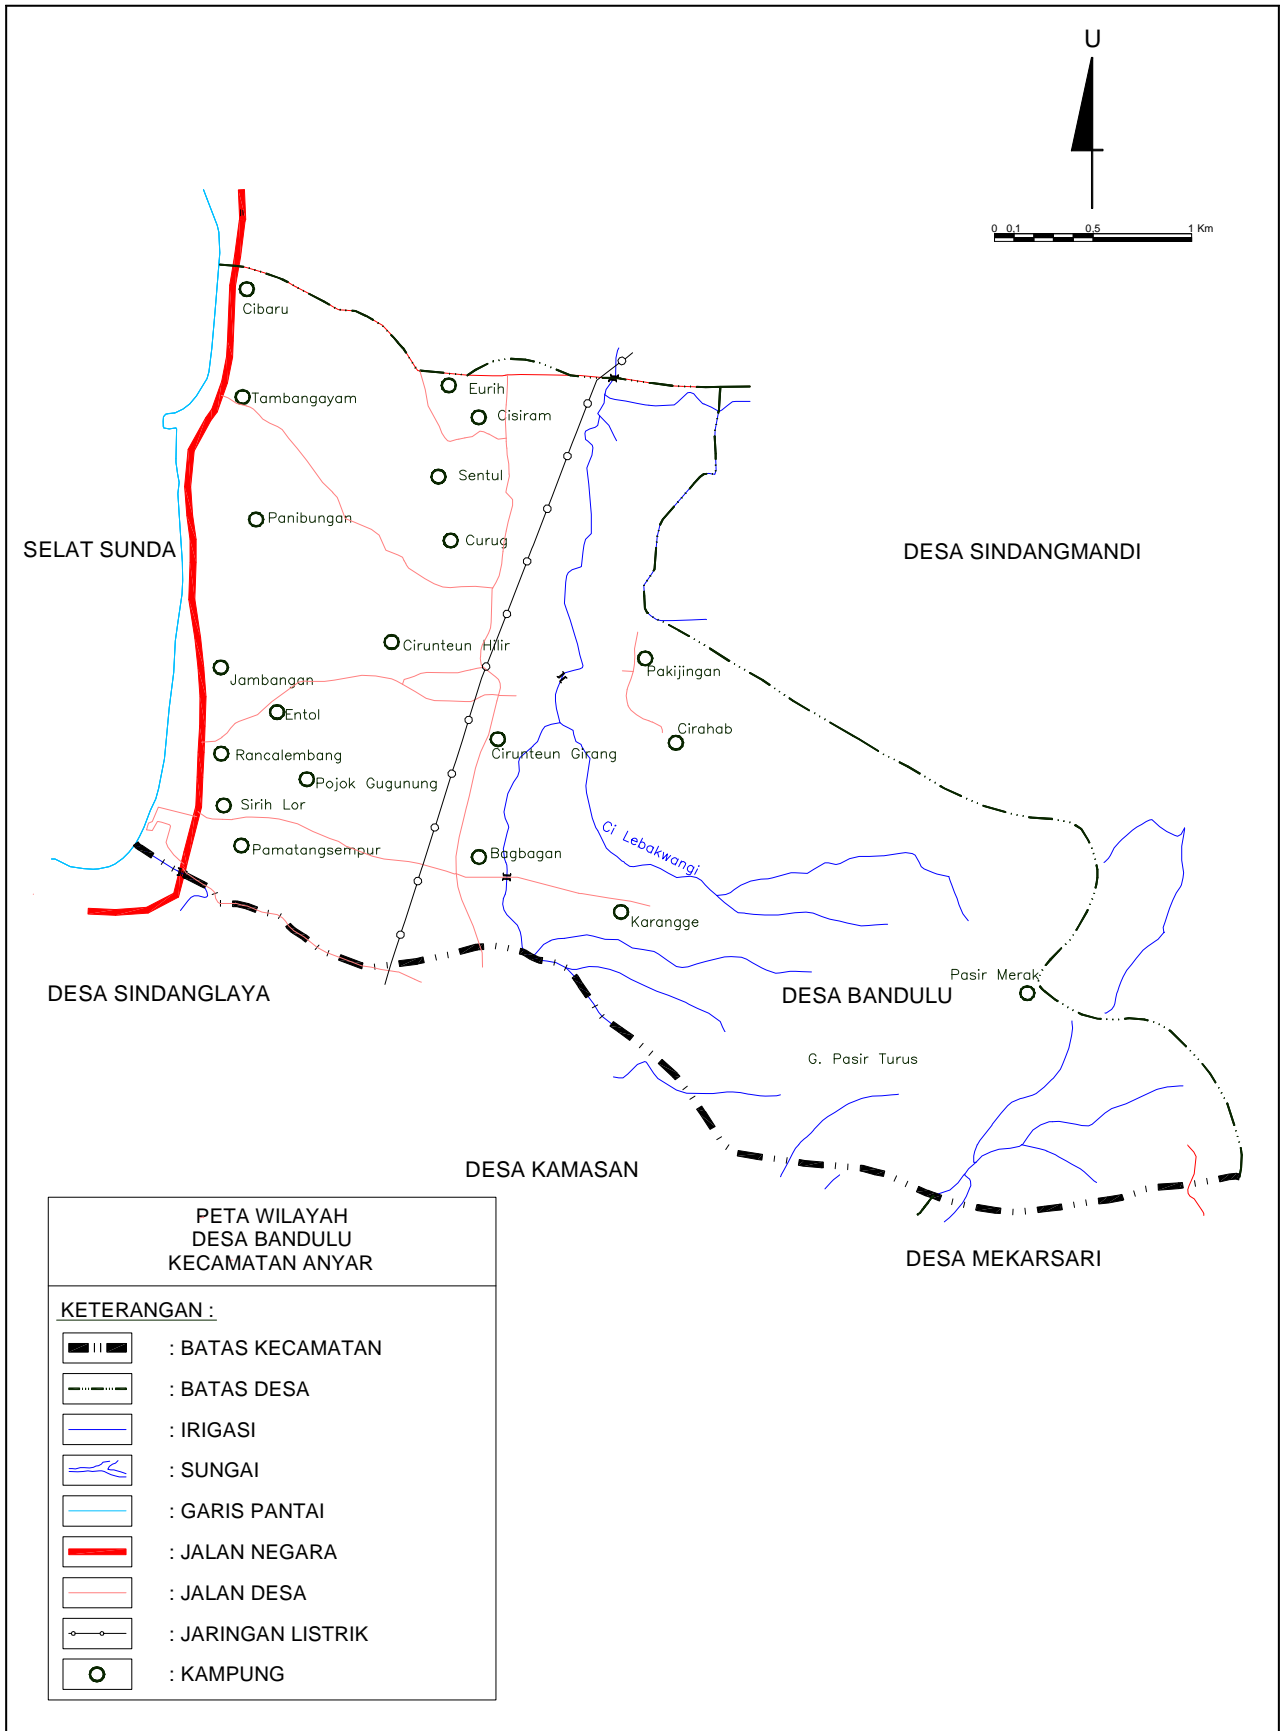 U
0 0,1 0,5 1 Km
Cibaru
Eurih
Tambangayam
Cisiram
Sentul
Panibungan
Curug
SELAT SUNDA
DESA SINDANGMANDI
Cirunteun Hilir
Pakijingan
Jambangan
Entol
Cirahab
Rancalembang
Cirunteun Girang
Pojok Gugunung
Sirih Lor
Ci Lebakwangi
Pamatangsempur
Bagbagan
Karangge
Pasir Merak
DESA SINDANGLAYA
DESA BANDULU
G. Pasir Turus
DESA KAMASAN
PETA WILAYAH
DESA BANDULU
KECAMATAN ANYAR
DESA MEKARSARI
KETERANGAN :
: BATAS KECAMATAN
: BATAS DESA
: IRIGASI
: SUNGAI
: GARIS PANTAI
: JALAN NEGARA
: JALAN DESA
: JARINGAN LISTRIK
: KAMPUNG